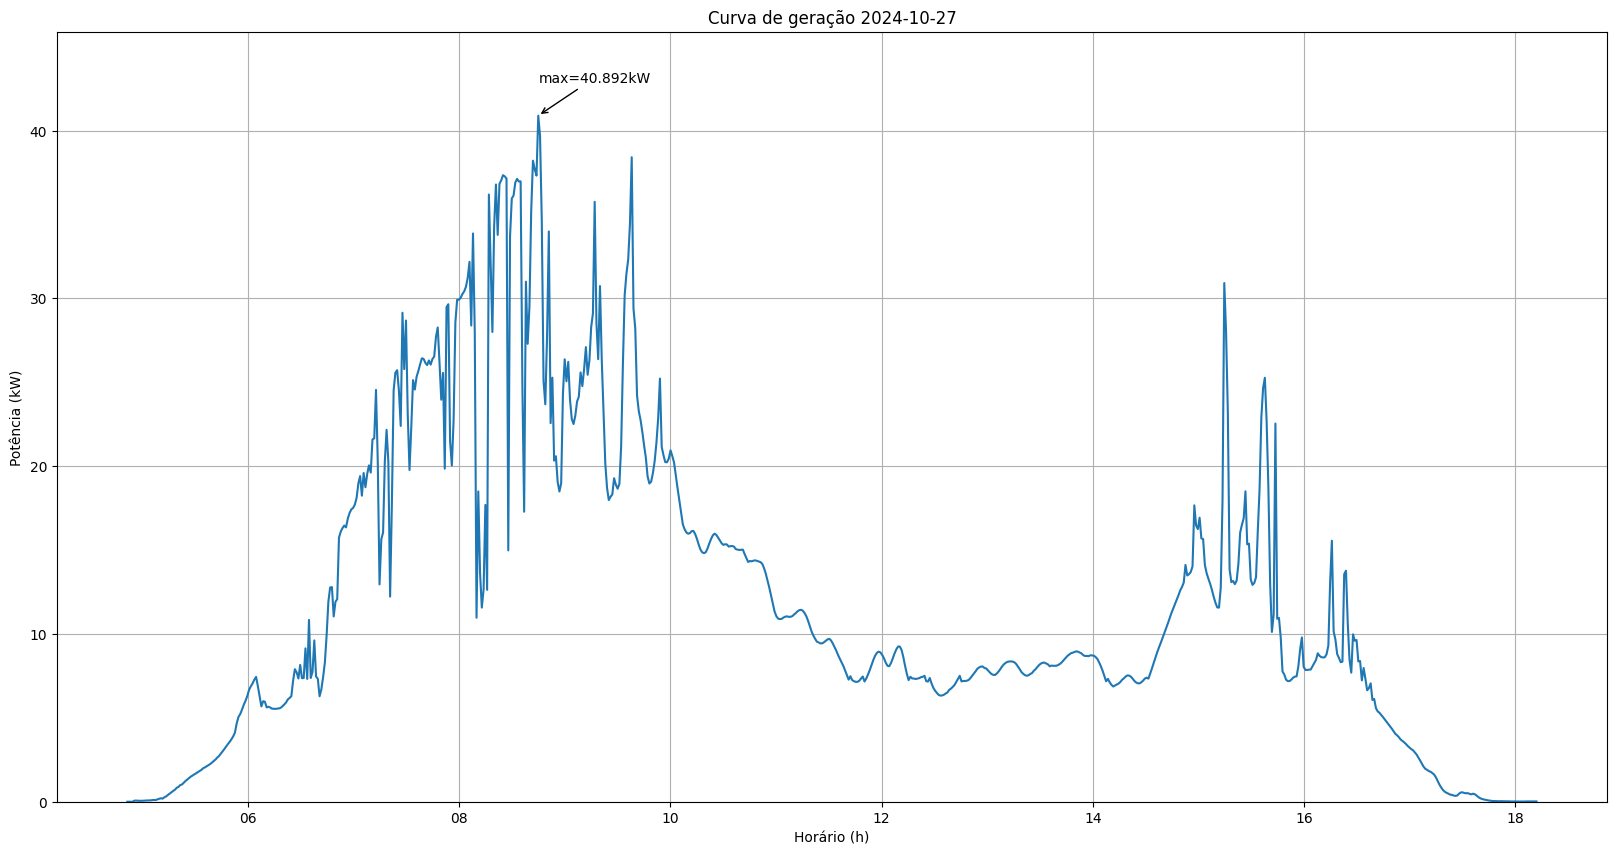 Curva de geração 2024-10-27
max=40.892kW
Potência (kW)
40
30
20
10
0
06 08 10 12 14 16 18
Horário (h)